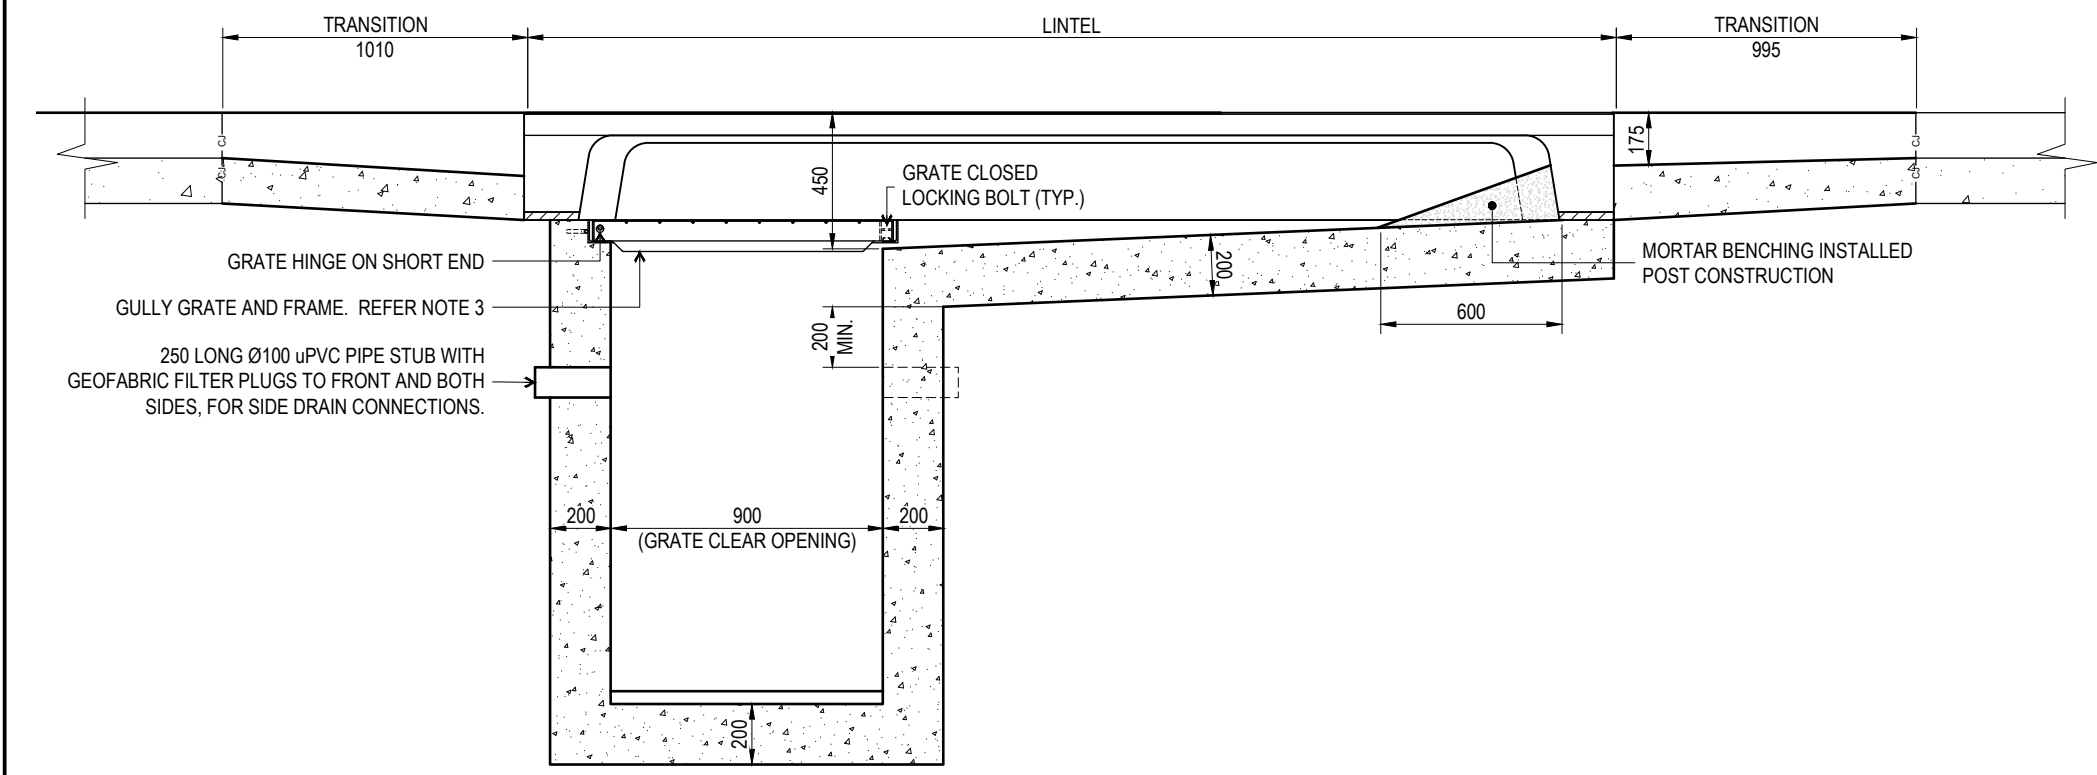 TRANSITION
1010
LINTEL
TRANSITION
995
CJ
CJ
450
GRATE CLOSED
LOCKING BOLT (TYP.)
175
CJ
CJ
GRATE HINGE ON SHORT END
GULLY GRATE AND FRAME. REFER NOTE 3
250 LONG Ø100 uPVC PIPE STUB WITH
GEOFABRIC FILTER PLUGS TO FRONT AND BOTH
SIDES, FOR SIDE DRAIN CONNECTIONS.
200
MIN.
200
600
MORTAR BENCHING INSTALLED
POST CONSTRUCTION
200
900
(GRATE CLEAR OPENING)
200
200